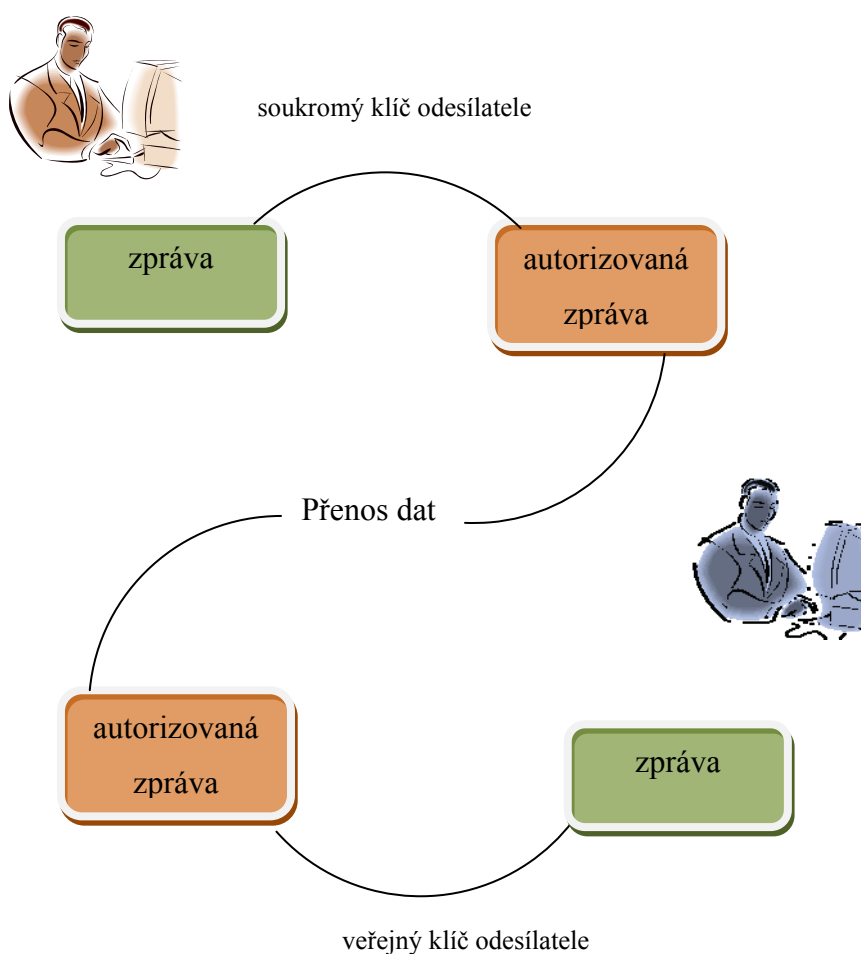 soukromý klíč odesílatele
zpráva
autorizovaná
zpráva
Přenos dat
autorizovaná
zpráva
zpráva
veřejný klíč odesílatele